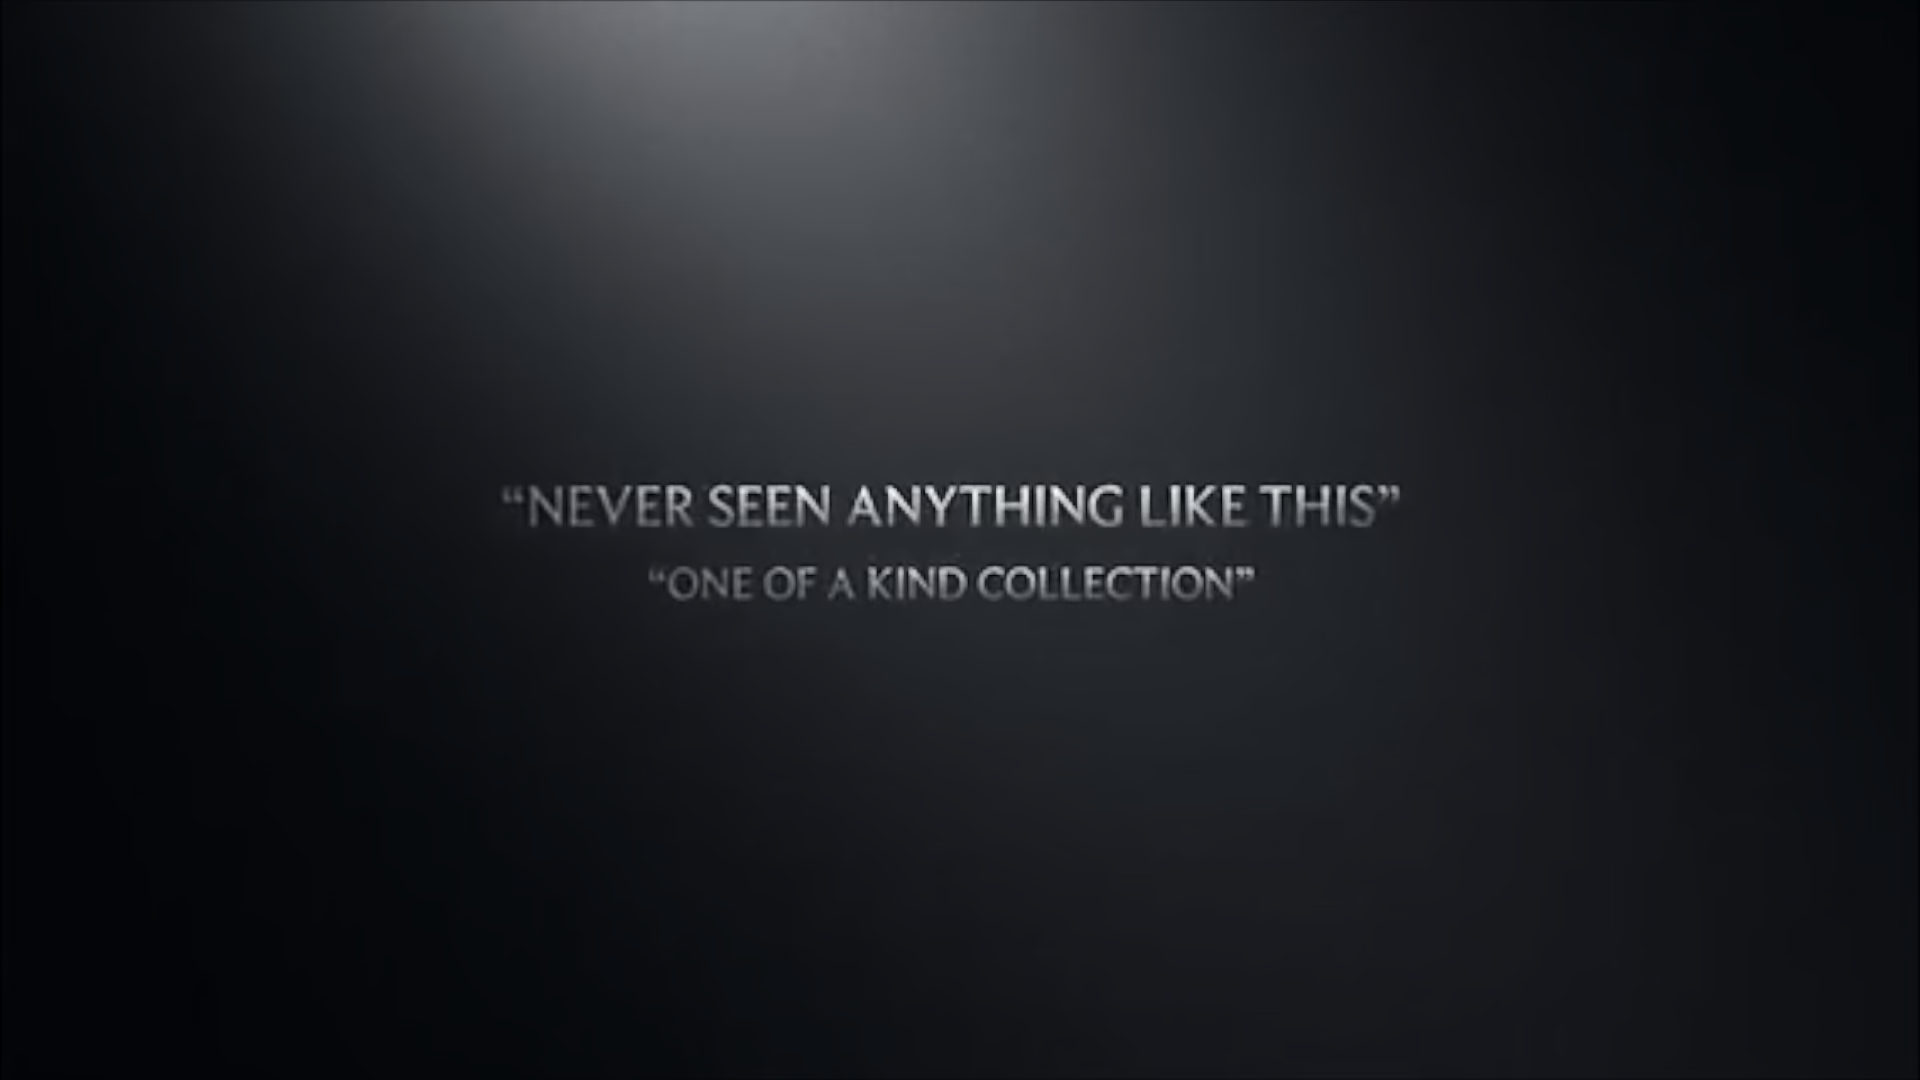 “NEVER SEEN ANYTHING LIKE THIS”
“ONE OF A KIND COLLECTION”